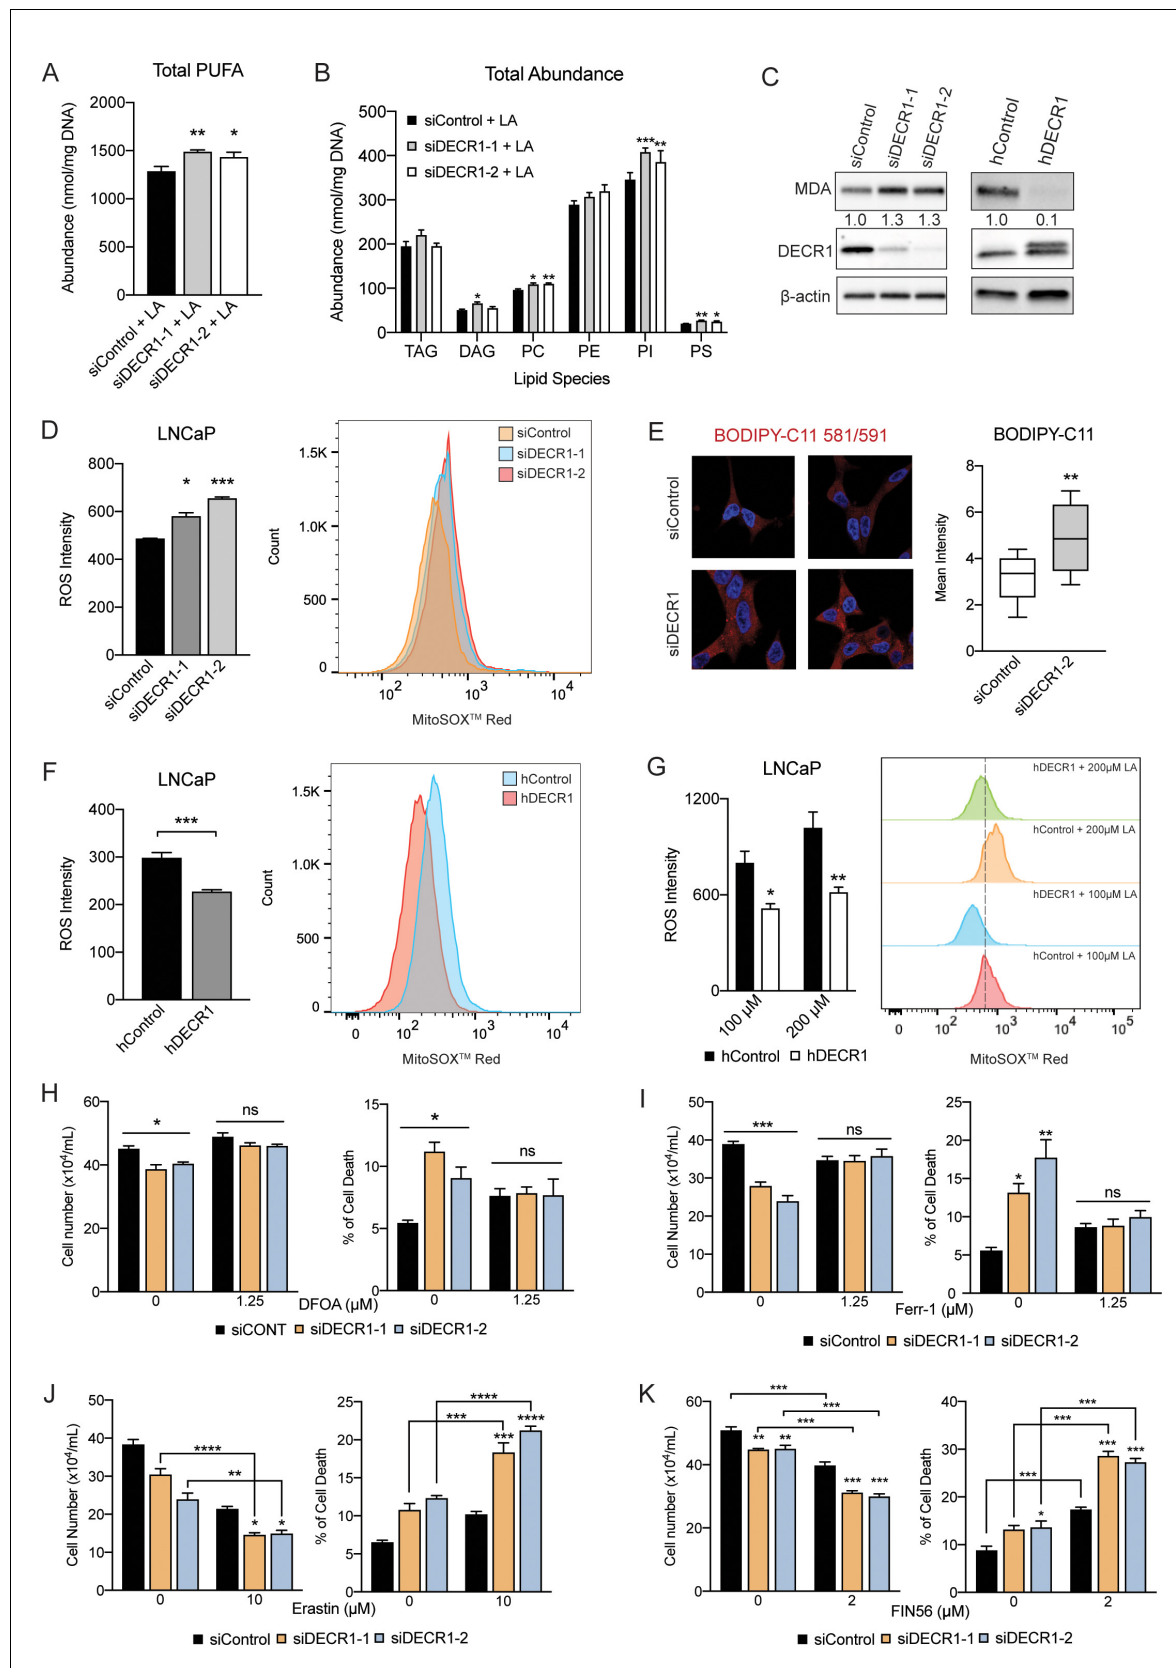 A
Total PUFA
Abundance (nmol/mg DNA)
2000
1500
1000
500
0
** *
siControl + LA
siDECR1-1 + LA
siDECR1-2 + LA
B
Total Abundance
Abundance (nmol/mg DNA)
500
400
300
200
100
0
siControl + LA
siDECR1-1 + LA
siDECR1-2 + LA
* * ** *** ** ** *
TAG DAG PC PE PI PS
Lipid Species
C
siControl siDECR1-1 siDECR1-2 hControl hDECR1
MDA
1.0 1.3 1.3 1.0 0.1
DECR1
β-actin
D
LNCaP
ROS Intensity
800
600
400
200
0
* ***
siControl
siDECR1-1
siDECR1-2
Count
1.5K
1.0K
500
0
siControl
siDECR1-1
siDECR1-2
10² 10³ 10⁴
MitoSOX™ Red
E
BODIPY-C11 581/591
siControl
siDECR1
BODIPY-C11
Mean Intensity
8
6
4
2
0
**
siControl
siDECR1-2
F
LNCaP
ROS Intensity
400
300
200
100
0
***
hControl
hDECR1
Count
1.5K
1.0K
500
0
hControl
hDECR1
0 10² 10³ 10⁴
MitoSOX™ Red
G
LNCaP
ROS Intensity
1200
600
0
* **
100 μM 200 μM
hControl hDECR1
hDECR1 + 200μM LA
hControl + 200μM LA
hDECR1 + 100μM LA
hControl + 100μM LA
0 10² 10³ 10⁴ 10⁵
MitoSOX™ Red
H
Cell number (x10⁴/mL)
60
40
20
0
* ns
0 1.25
% of Cell Death
15
10
5
0
* ns
0 1.25
DFOA (μM)
siCONT siDECR1-1 siDECR1-2
I
Cell Number (x10⁴/mL)
50
40
30
20
10
0
*** ns
0 1.25
% of Cell Death
25
20
15
10
5
0
* ** ns
0 1.25
Ferr-1 (μM)
siControl siDECR1-1 siDECR1-2
J
Cell Number (x10⁴/mL)
50
40
30
20
10
0
****
**
* *
0 10
% of Cell Death
25
20
15
10
5
0
****
***
*** ****
0 10
Erastin (μM)
siControl siDECR1-1 siDECR1-2
K
Cell number (x10⁴/mL)
60
40
20
0
***
***
***
** **
*** ***
0 2
% of Cell Death
40
30
20
10
0
***
***
***
*
*** ***
0 2
FIN56 (μM)
siControl siDECR1-1 siDECR1-2